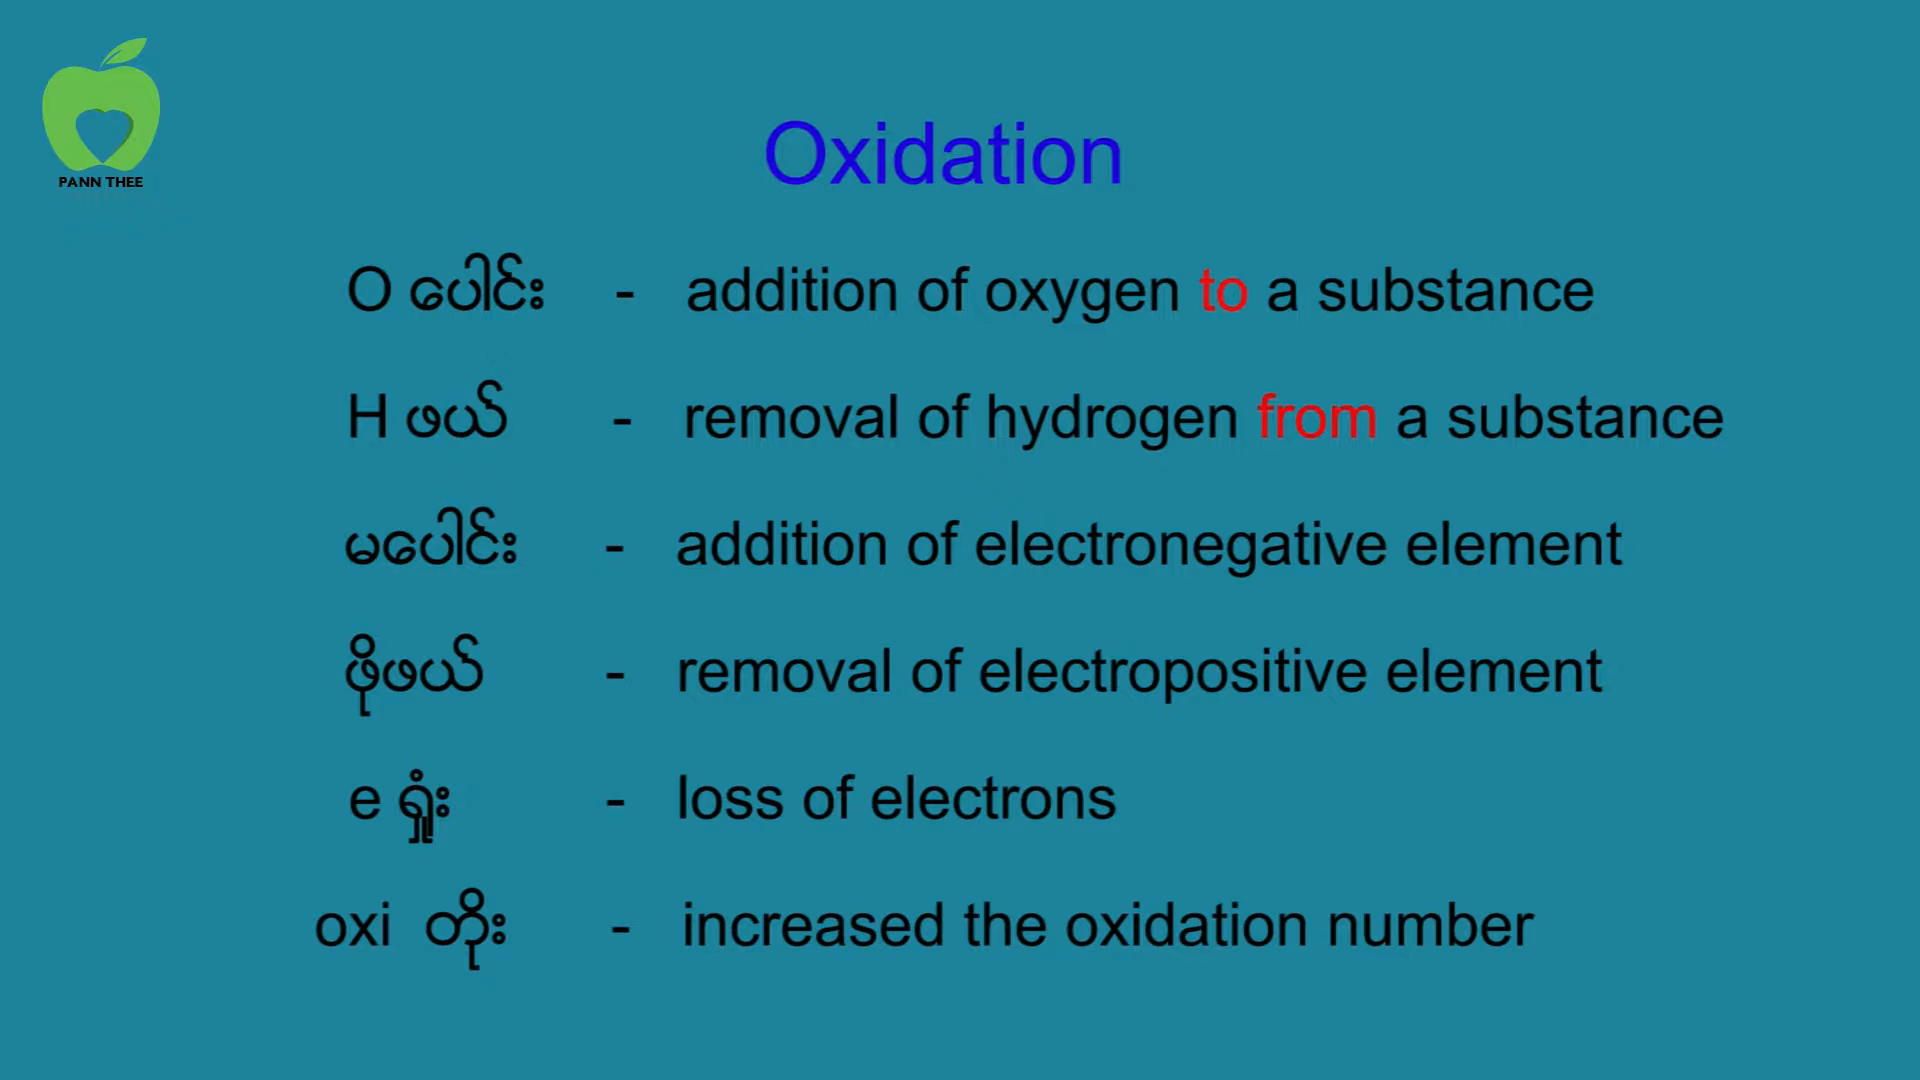 PANN THEE
Oxidation
O ပေါင်း - addition of oxygen to a substance
H ဖယ် - removal of hydrogen from a substance
မပေါင်း - addition of electronegative element
ဖိုဖယ် - removal of electropositive element
e ရှုံး - loss of electrons
oxi တိုး - increased the oxidation number